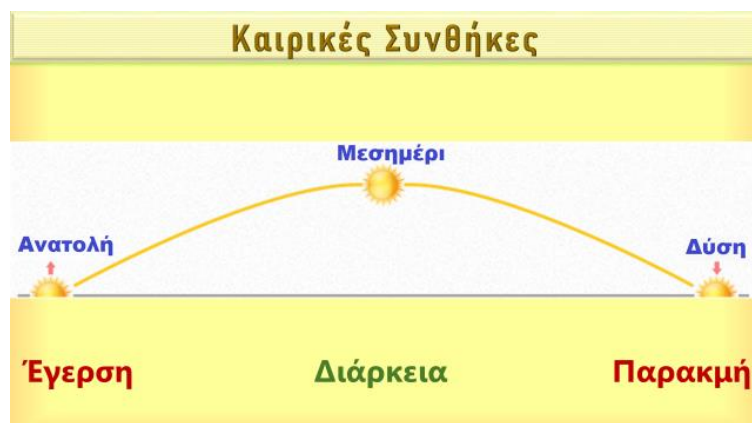 Καιρικές Συνθήκες
Μεσημέρι
Ανατολή
Δύση
Έγερση
Διάρκεια
Παρακμή